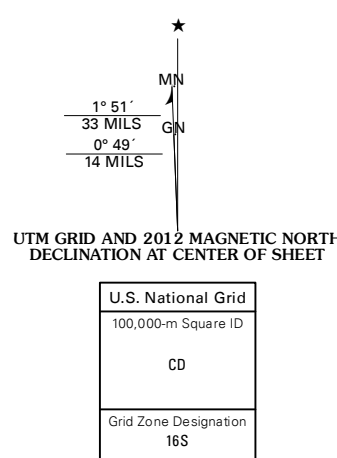 ★
MN
1° 51´
33 MILS
GN
0° 49´
14 MILS
UTM GRID AND 2012 MAGNETIC NORTH
DECLINATION AT CENTER OF SHEET
U.S. National Grid
100,000-m Square ID
CD
Grid Zone Designation
16S